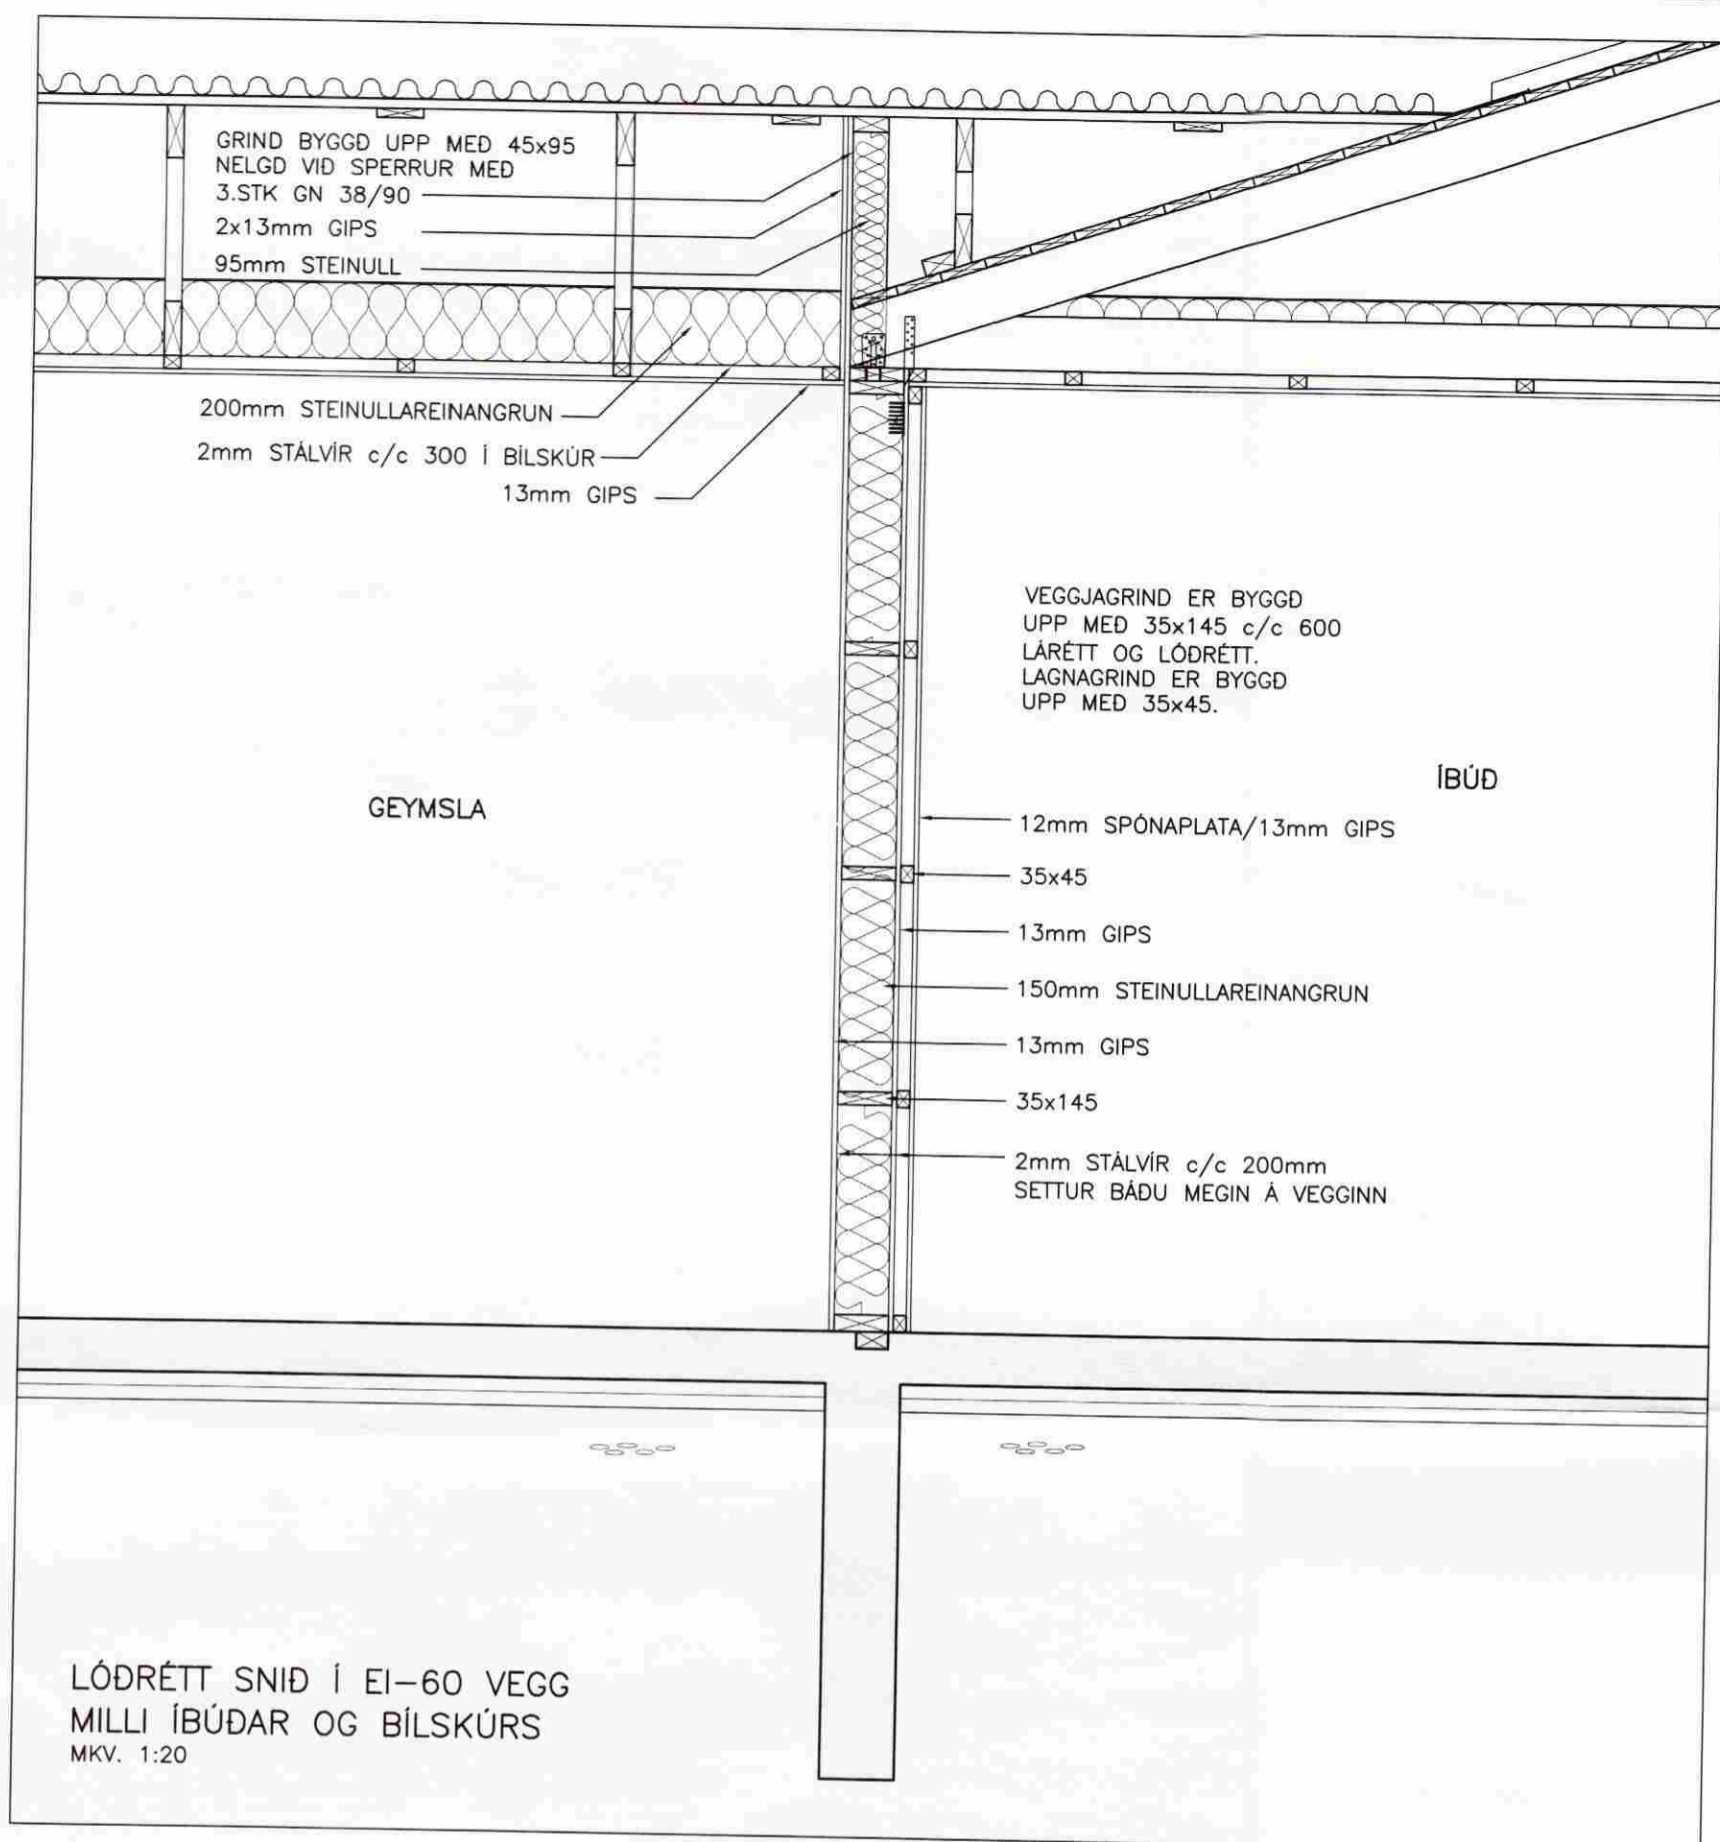 GRIND BYGGÐ UPP MEÐ 45x95
NELGD VIÐ SPERRUR MEÐ
3.STK GN 38/90
2x13mm GIPS
95mm STEINULL
200mm STEINULLAREINANGRUN
2mm STÁLVÍR c/c 300 Í BÍLSKÚR
13mm GIPS
VEGGJAGRIND ER BYGGÐ
UPP MEÐ 35x145 c/c 600
LÁRÉTT OG LÓÐRÉTT.
LAGNAGRIND ER BYGGÐ
UPP MEÐ 35x45.
ÍBÚÐ
GEYMSLA
12mm SPÓNAPLATA/13mm GIPS
35x45
13mm GIPS
150mm STEINULLAREINANGRUN
13mm GIPS
35x145
2mm STÁLVÍR c/c 200mm
SETTUR BÁÐU MEGIN Á VEGGINN
LÓÐRÉTT SNIÐ Í EI-60 VEGG
MILLI ÍBÚÐAR OG BÍLSKÚRS
MKV. 1:20